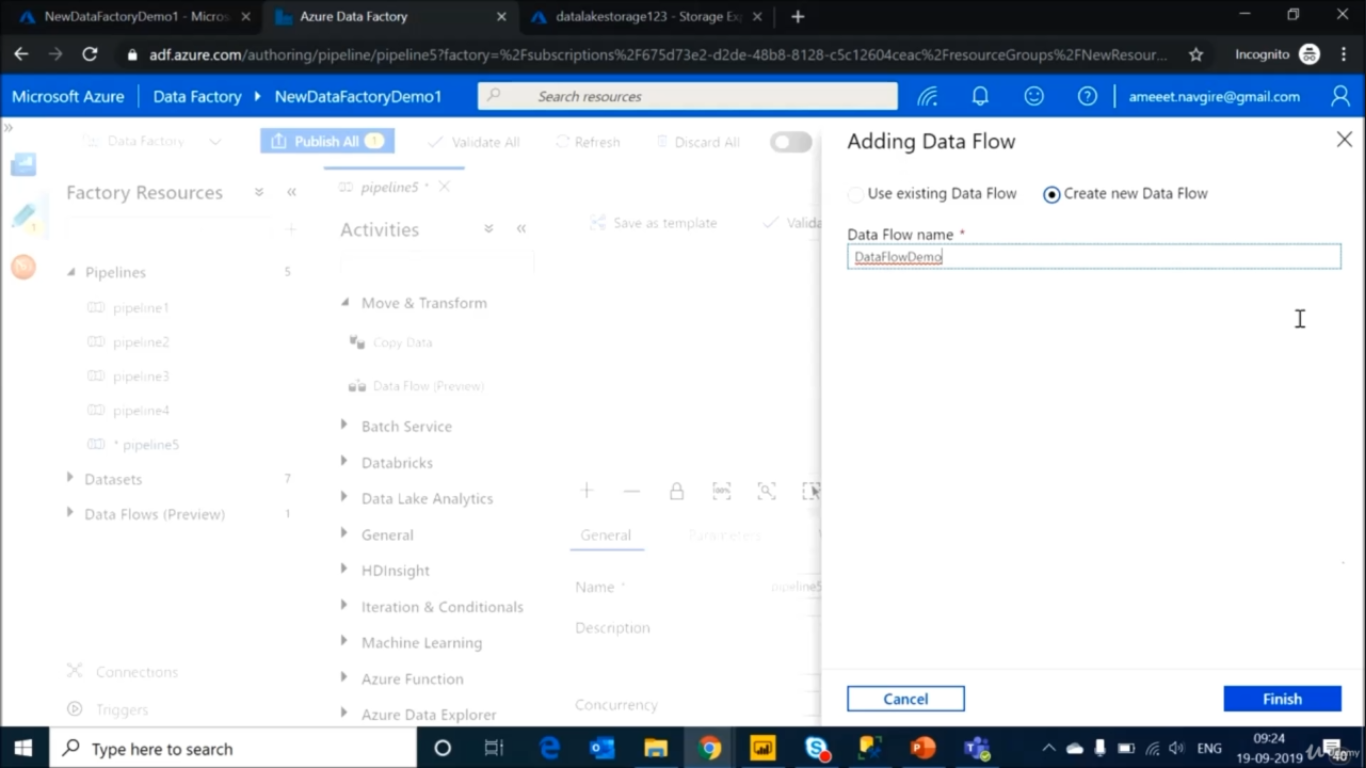 NewDataFactoryDemo1 - Micros
Azure Data Factory
datalakestorage123 - Storage Ex
adf.azure.com/authoring/pipeline/pipeline5?factory=%2Fsubscriptions%2F675d73e2-d2de-48b8-8128-c5c12604ceac%2FresourceGroups%2FNewResour...
Incognito
Microsoft Azure
Data Factory
NewDataFactoryDemo1
Search resources
ameeet.navgire@gmail.com
Data Factory
Publish All 1
Validate All
Refresh
Discard All
Adding Data Flow
Factory Resources
pipeline5 *
Use existing Data Flow
Create new Data Flow
1
Activities
Save as template
Valida
Data Flow name *
DataFlowDemo
Pipelines 5
pipeline1
pipeline2
pipeline3
pipeline4
* pipeline5
Datasets 7
Data Flows (Preview) 1
Connections
Triggers
Move & Transform
Copy Data
Data Flow (Preview)
Batch Service
Databricks
Data Lake Analytics
General
HDInsight
Iteration & Conditionals
Machine Learning
Azure Function
Azure Data Explorer
100%
General
Parameters
Name *
pipeline5
Description
Concurrency
Cancel
Finish
Type here to search
ENG
09:24
19-09-2019
40